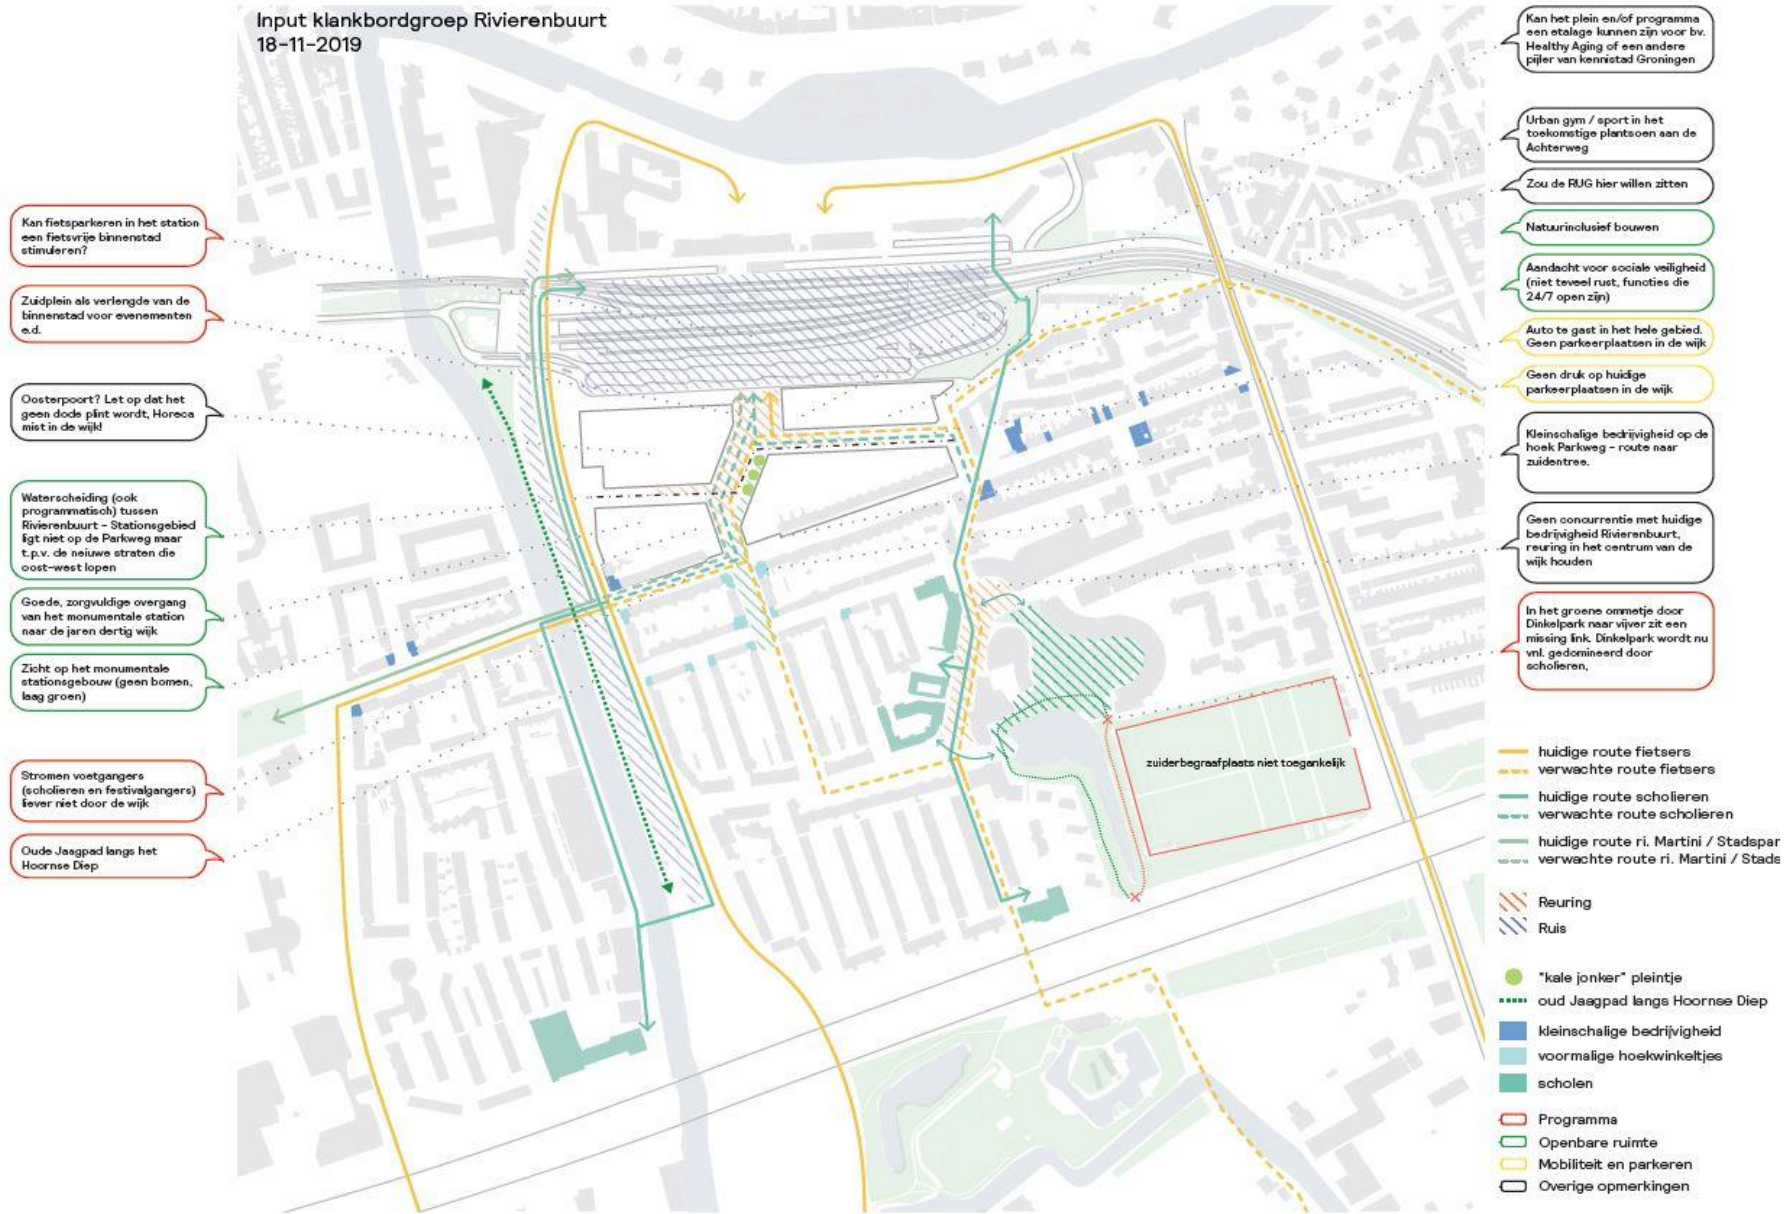 Input klankbordgroep Rivierenbuurt
18-11-2019
Kan fietsparkeren in het station
een fietsvrije binnenstad
stimuleren?
Zuidplein als verlengde van de
binnenstad voor evenementen
e.d.
Oosterpoort? Let op dat het
geen dode plint wordt, Horeca
mist in de wijk!
Waterscheiding (ook
programmatisch) tussen
Rivierenbuurt - Stationsgebied
ligt niet op de Parkweg maar
t.p.v. de neiuwe straten die
oost-west lopen
Goede, zorgvuldige overgang
van het monumentale station
naar de jaren dertig wijk
Zicht op het monumentale
stationsgebouw (geen bomen,
laag groen)
Stromen voetgangers
(scholieren en festivalgangers)
liever niet door de wijk
Oude Jaagpad langs het
Hoornse Diep
zuiderbegraafplaats niet toegankelijk
Kan het plein en/of programma
een etalage kunnen zijn voor bv.
Healthy Aging of een andere
pijler van kennistad Groningen
Urban gym / sport in het
toekomstige plantsoen aan de
Achterweg
Zou de RUG hier willen zitten
Natuurinclusief bouwen
Aandacht voor sociale veiligheid
(niet teveel rust, functies die
24/7 open zijn)
Auto te gast in het hele gebied.
Geen parkeerplaatsen in de wijk
Geen druk op huidige
parkeerplaatsen in de wijk
Kleinschalige bedrijvigheid op de
hoek Parkweg - route naar
zuidentree.
Geen concurrentie met huidige
bedrijvigheid Rivierenbuurt,
reuring in het centrum van de
wijk houden
In het groene ommetje door
Dinkelpark naar vijver zit een
missing link. Dinkelpark wordt nu
vnl. gedomineerd door
scholieren,
huidige route fietsers
verwachte route fietsers
huidige route scholieren
verwachte route scholieren
huidige route ri. Martini / Stadspar
verwachte route ri. Martini / Stads
Reuring
Ruis
"kale jonker" pleintje
oud Jaagpad langs Hoornse Diep
kleinschalige bedrijvigheid
voormalige hoekwinkeltjes
scholen
Programma
Openbare ruimte
Mobiliteit en parkeren
Overige opmerkingen